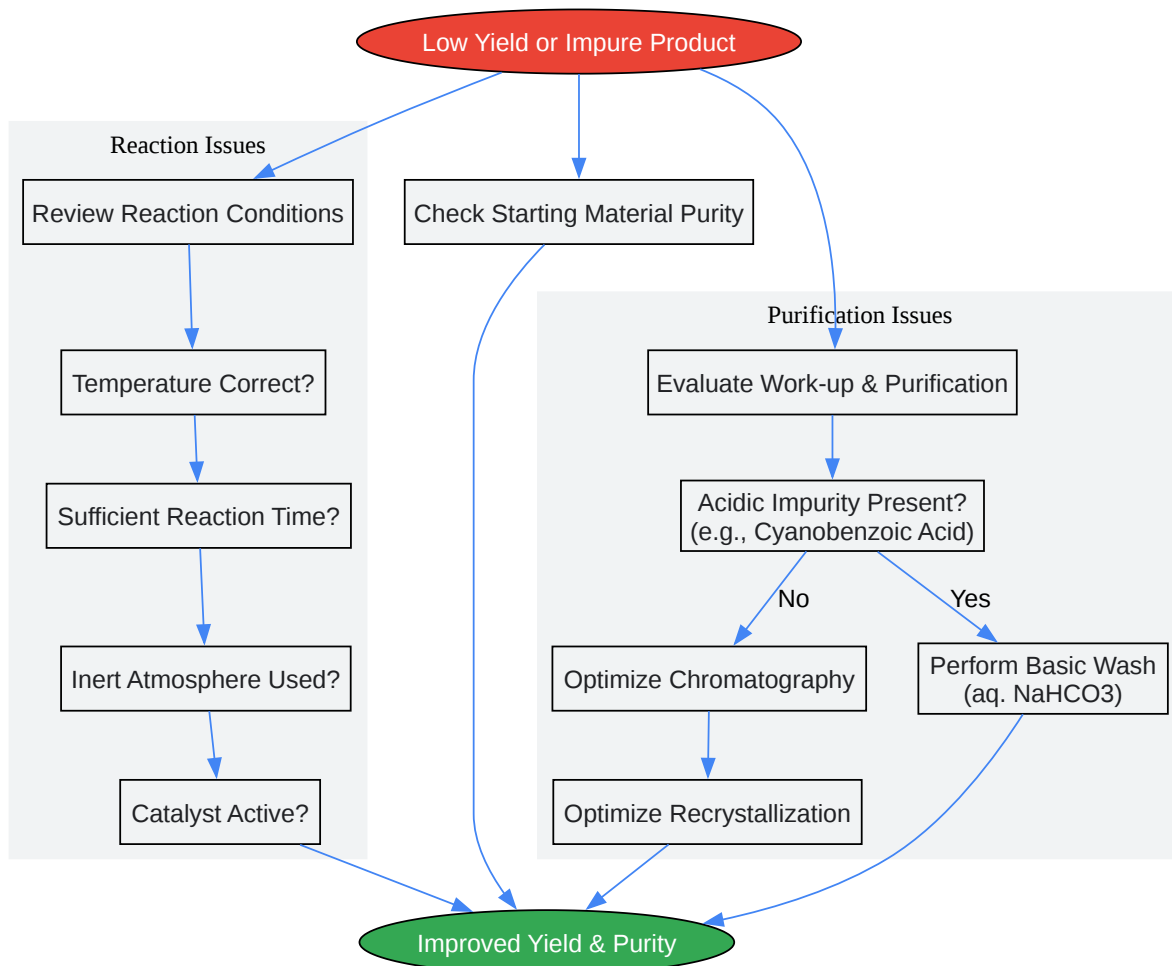 Low Yield or Impure Product
Reaction Issues
Review Reaction Conditions
Check Starting Material Purity
Purification Issues
Temperature Correct?
Evaluate Work-up & Purification
Sufficient Reaction Time?
Acidic Impurity Present?
(e.g., Cyanobenzoic Acid)
No
Yes
Inert Atmosphere Used?
Optimize Chromatography
Perform Basic Wash
(aq. NaHCO3)
Catalyst Active?
Optimize Recrystallization
Improved Yield & Purity